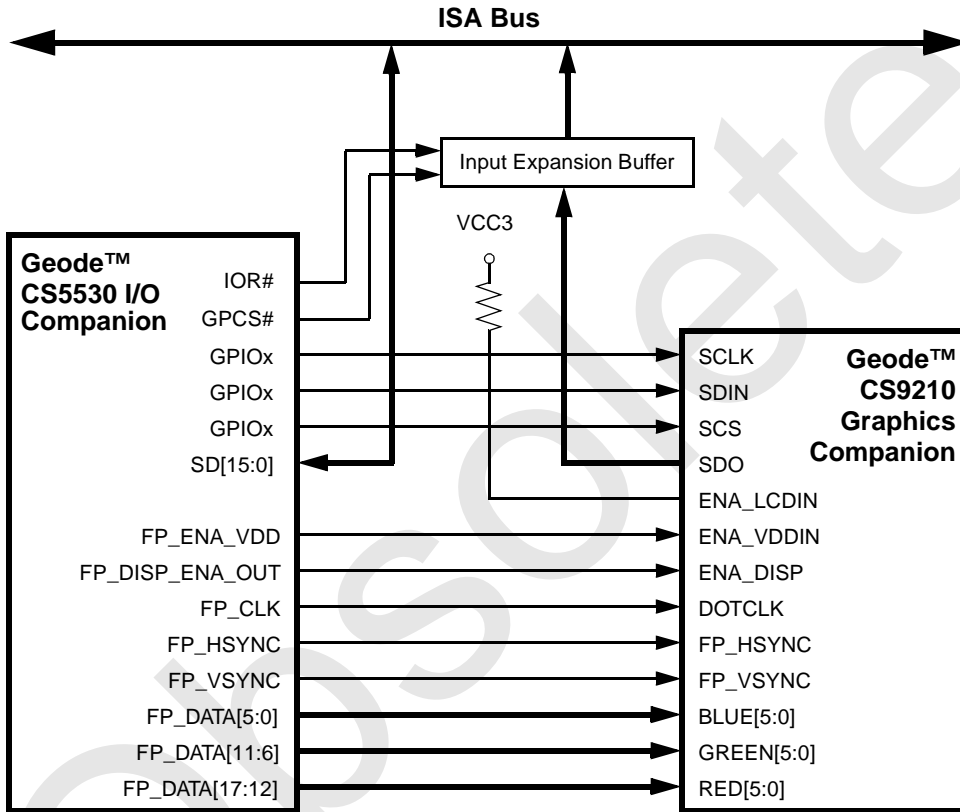 ISA Bus
Input Expansion Buffer
VCC3
Geode™
CS5530 I/O
Companion
IOR#
GPCS#
GPIOx
GPIOx
GPIOx
SD[15:0]
FP_ENA_VDD
FP_DISP_ENA_OUT
FP_CLK
FP_HSYNC
FP_VSYNC
FP_DATA[5:0]
FP_DATA[11:6]
FP_DATA[17:12]
Geode™
CS9210
Graphics
Companion
SCLK
SDIN
SCS
SDO
ENA_LCDIN
ENA_VDDIN
ENA_DISP
DOTCLK
FP_HSYNC
FP_VSYNC
BLUE[5:0]
GREEN[5:0]
RED[5:0]
Obsolete